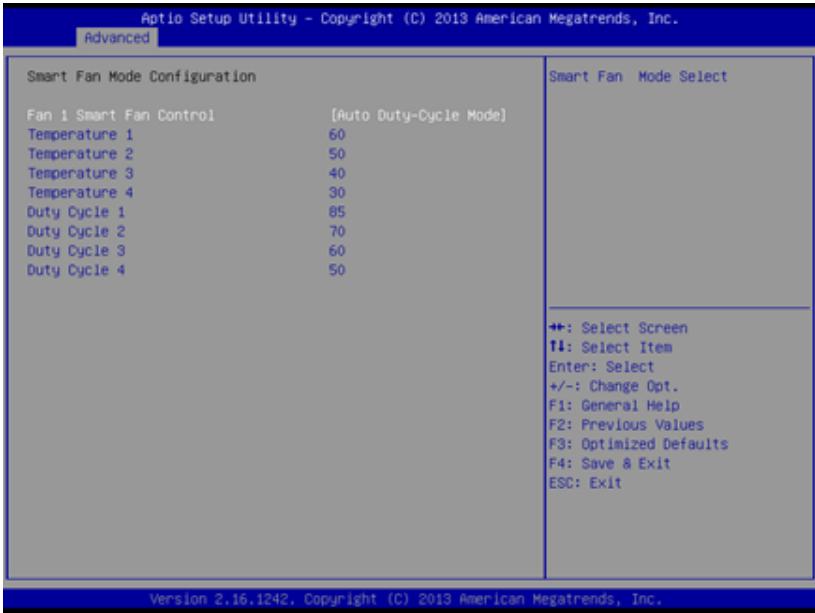 Aptio Setup Utility – Copyright (C) 2013 American Megatrends, Inc.
Advanced
Smart Fan Mode Configuration
Fan 1 Smart Fan Control [Auto Duty-Cycle Mode]
Temperature 1 60
Temperature 2 50
Temperature 3 40
Temperature 4 30
Duty Cycle 1 85
Duty Cycle 2 70
Duty Cycle 3 60
Duty Cycle 4 50
Smart Fan Mode Select
→←: Select Screen
↑↓: Select Item
Enter: Select
+/-: Change Opt.
F1: General Help
F2: Previous Values
F3: Optimized Defaults
F4: Save & Exit
ESC: Exit
Version 2.16.1242. Copyright (C) 2013 American Megatrends, Inc.